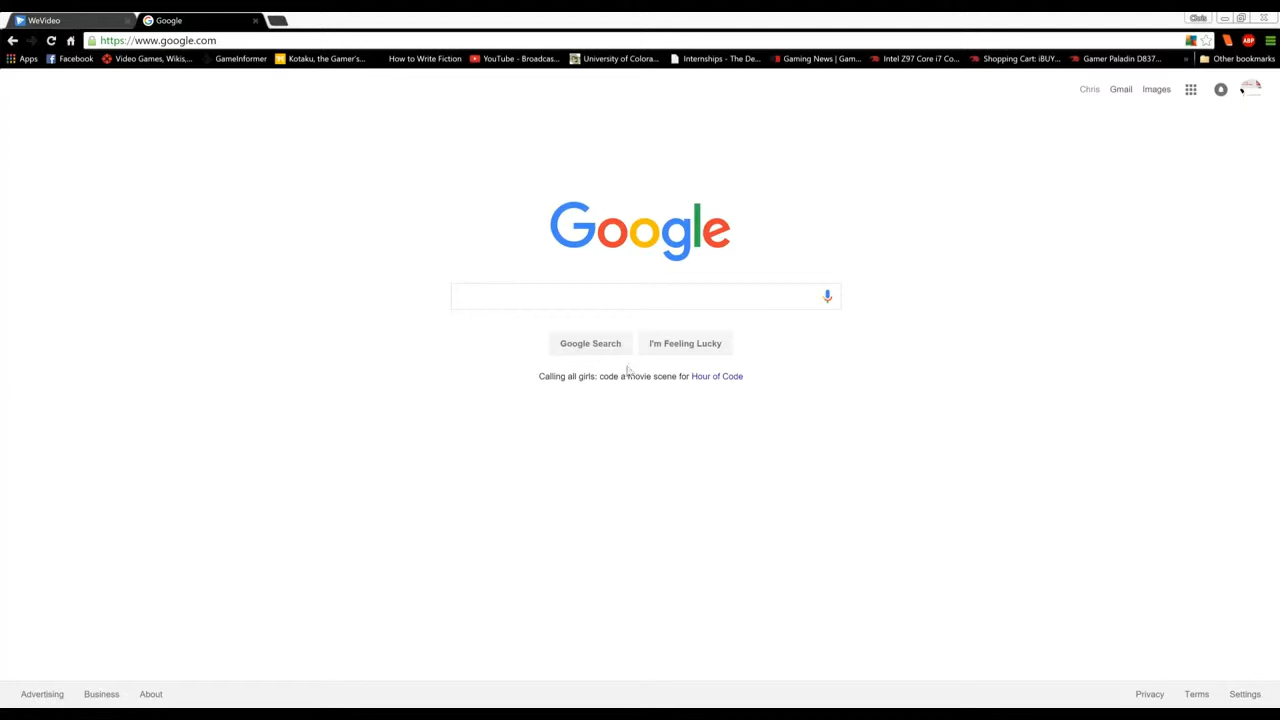 WeVideo Google Chris
https://www.google.com
Apps Facebook Video Games, Wikis,... GameInformer Kotaku, the Gamer's... How to Write Fiction YouTube - Broadcas... University of Colora... Internships - The De... Gaming News | Gam... Intel Z97 Core i7 Co... Shopping Cart: iBUY... Gamer Paladin D837... » Other bookmarks
Chris Gmail Images
Google
Google Search I'm Feeling Lucky
Calling all girls: code a movie scene for Hour of Code
Advertising Business About Privacy Terms Settings